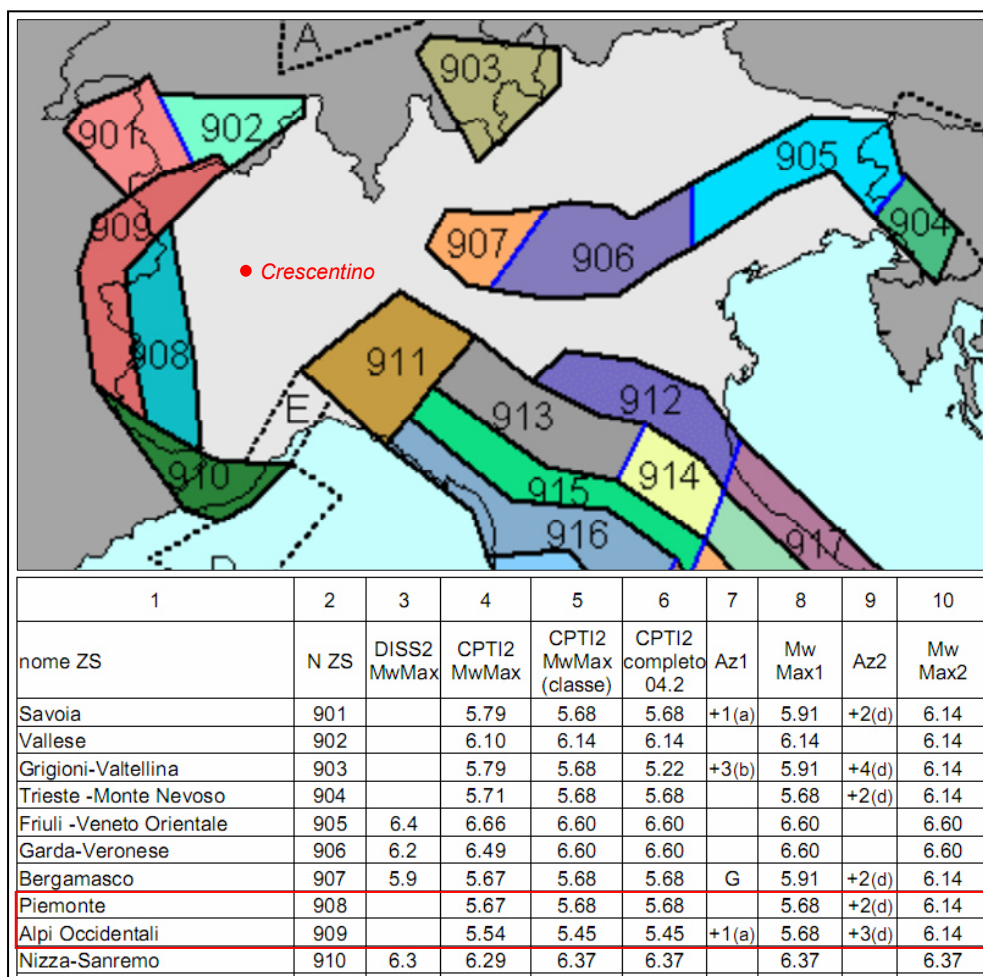 A
903
901
902
905
909
904
907
906
Crescentino
908
911
912
E
913
914
910
915
916
917
D
1 2 3 4 5 6 7 8 9 10
nome ZS N ZS DISS2 MwMax CPTI2 MwMax CPTI2 MwMax (classe) CPTI2 completo 04.2 Az1 Mw Max1 Az2 Mw Max2
Savoia 901 5.79 5.68 5.68 +1(a) 5.91 +2(d) 6.14
Vallese 902 6.10 6.14 6.14 6.14 6.14
Grigioni-Valtellina 903 5.79 5.68 5.22 +3(b) 5.91 +4(d) 6.14
Trieste -Monte Nevoso 904 5.71 5.68 5.68 5.68 +2(d) 6.14
Friuli -Veneto Orientale 905 6.4 6.66 6.60 6.60 6.60 6.60
Garda-Veronese 906 6.2 6.49 6.60 6.60 6.60 6.60
Bergamasco 907 5.9 5.67 5.68 5.68 G 5.91 +2(d) 6.14
Piemonte 908 5.67 5.68 5.68 5.68 +2(d) 6.14
Alpi Occidentali 909 5.54 5.45 5.45 +1(a) 5.68 +3(d) 6.14
Nizza-Sanremo 910 6.3 6.29 6.37 6.37 6.37 6.37